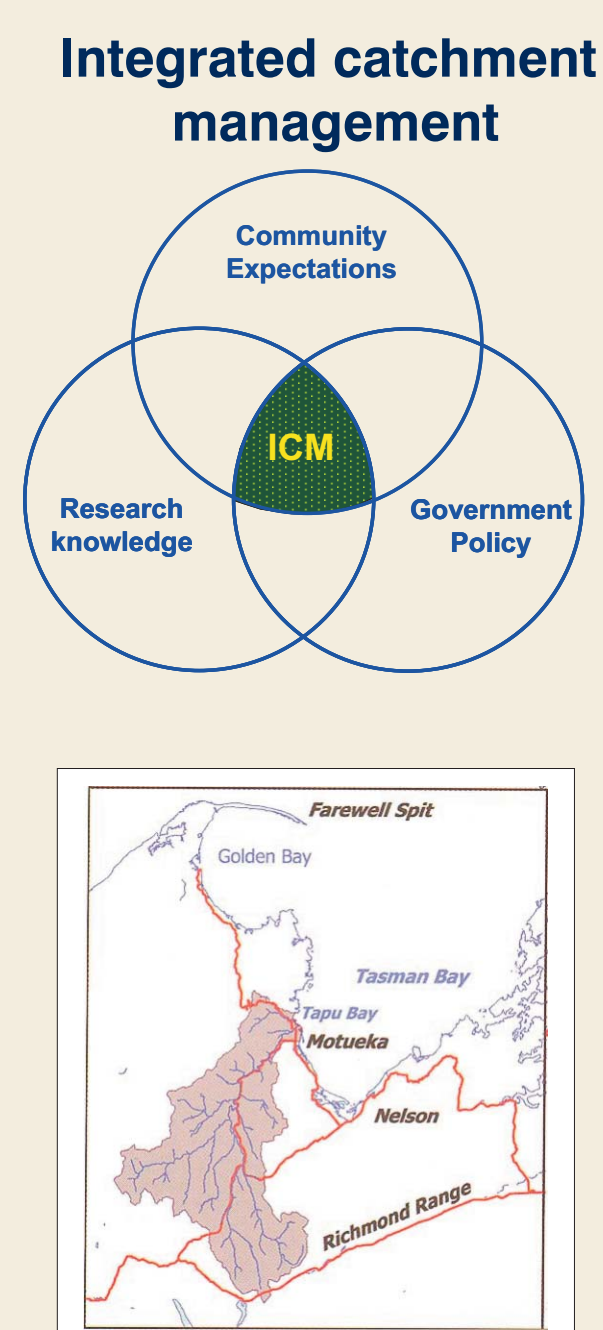 Integrated catchment
management
Community
Expectations
ICM
Research
knowledge
Government
Policy
Farewell Spit
Golden Bay
Tasman Bay
Tapu Bay
Motueka
Nelson
Richmond Range